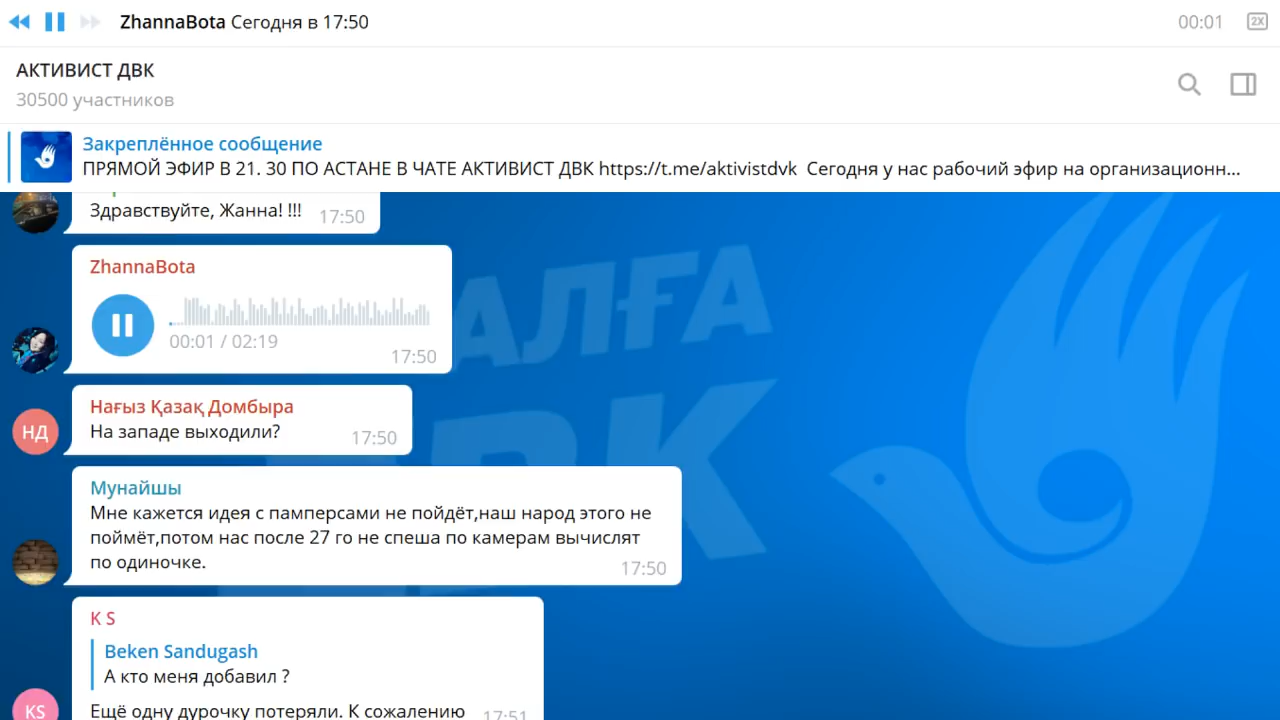 ZhannaBota Сегодня в 17:50
00:01
2X
АКТИВИСТ ДВК
30500 участников
Закреплённое сообщение
ПРЯМОЙ ЭФИР В 21. 30 ПО АСТАНЕ В ЧАТЕ АКТИВИСТ ДВК https://t.me/aktivistdvk Сегодня у нас рабочий эфир на организационн...
Здравствуйте, Жанна! !!!
17:50
АЛҒА
ДВК
ZhannaBota
00:01 / 02:19
17:50
НД
Нағыз Қазақ Домбыра
На западе выходили?
17:50
Мунайшы
Мне кажется идея с памперсами не пойдёт,наш народ этого не
поймёт,потом нас после 27 го не спеша по камерам вычислят
по одиночке.
17:50
K S
Beken Sandugash
А кто меня добавил ?
KS
Ещё одну дурочку потеряли. К сожалению
17:51